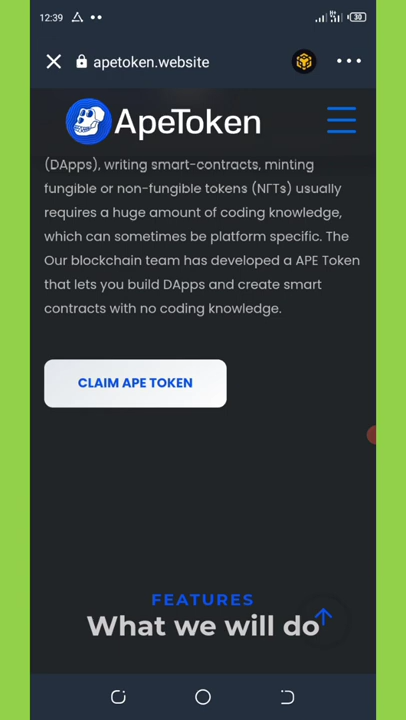 12:39
30
apetoken.website
ApeToken
(DApps), writing smart-contracts, minting
fungible or non-fungible tokens (NFTs) usually
requires a huge amount of coding knowledge,
which can sometimes be platform specific. The
Our blockchain team has developed a APE Token
that lets you build DApps and create smart
contracts with no coding knowledge.
CLAIM APE TOKEN
FEATURES
What we will do